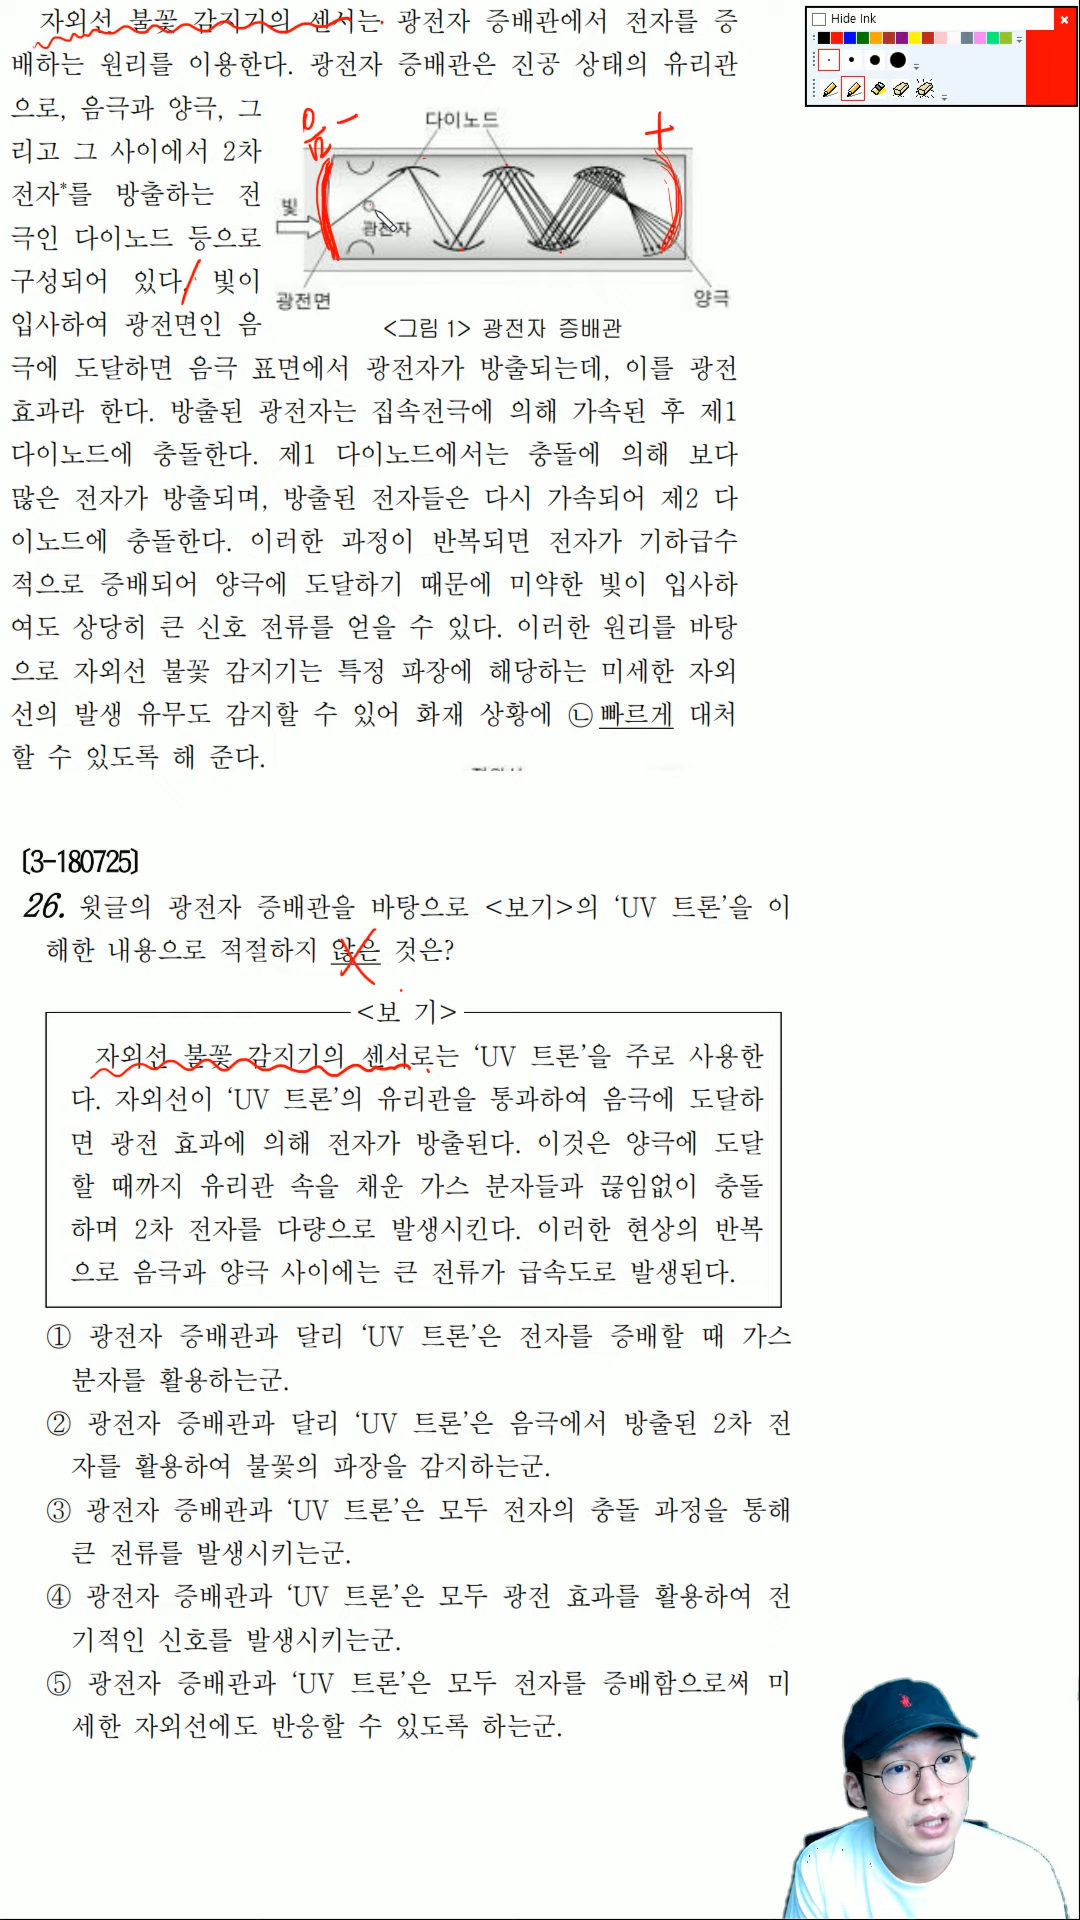 자외선 불꽃 감지기의 센서는 광전자 증배관에서 전자를 증
배하는 원리를 이용한다. 광전자 증배관은 진공 상태의 유리관
으로, 음극과 양극, 그
리고 그 사이에서 2차
전자*를 방출하는 전
극인 다이노드 등으로
구성되어 있다. 빛이
입사하여 광전면인 음
음 －
다이노드
＋
빛
광전자
광전면
양극
<그림 1> 광전자 증배관
극에 도달하면 음극 표면에서 광전자가 방출되는데, 이를 광전
효과라 한다. 방출된 광전자는 집속전극에 의해 가속된 후 제1
다이노드에 충돌한다. 제1 다이노드에서는 충돌에 의해 보다
많은 전자가 방출되며, 방출된 전자들은 다시 가속되어 제2 다
이노드에 충돌한다. 이러한 과정이 반복되면 전자가 기하급수
적으로 증배되어 양극에 도달하기 때문에 미약한 빛이 입사하
여도 상당히 큰 신호 전류를 얻을 수 있다. 이러한 원리를 바탕
으로 자외선 불꽃 감지기는 특정 파장에 해당하는 미세한 자외
선의 발생 유무도 감지할 수 있어 화재 상황에 ㉡빠르게 대처
할 수 있도록 해 준다.
[3-180725]
26. 윗글의 광전자 증배관을 바탕으로 <보기>의 ‘UV 트론’을 이
해한 내용으로 적절하지 않은 것은?
<보 기>
자외선 불꽃 감지기의 센서로는 ‘UV 트론’을 주로 사용한
다. 자외선이 ‘UV 트론’의 유리관을 통과하여 음극에 도달하
면 광전 효과에 의해 전자가 방출된다. 이것은 양극에 도달
할 때까지 유리관 속을 채운 가스 분자들과 끊임없이 충돌
하며 2차 전자를 다량으로 발생시킨다. 이러한 현상의 반복
으로 음극과 양극 사이에는 큰 전류가 급속도로 발생된다.
① 광전자 증배관과 달리 ‘UV 트론’은 전자를 증배할 때 가스
분자를 활용하는군.
② 광전자 증배관과 달리 ‘UV 트론’은 음극에서 방출된 2차 전
자를 활용하여 불꽃의 파장을 감지하는군.
③ 광전자 증배관과 ‘UV 트론’은 모두 전자의 충돌 과정을 통해
큰 전류를 발생시키는군.
④ 광전자 증배관과 ‘UV 트론’은 모두 광전 효과를 활용하여 전
기적인 신호를 발생시키는군.
⑤ 광전자 증배관과 ‘UV 트론’은 모두 전자를 증배함으로써 미
세한 자외선에도 반응할 수 있도록 하는군.
Hide Ink